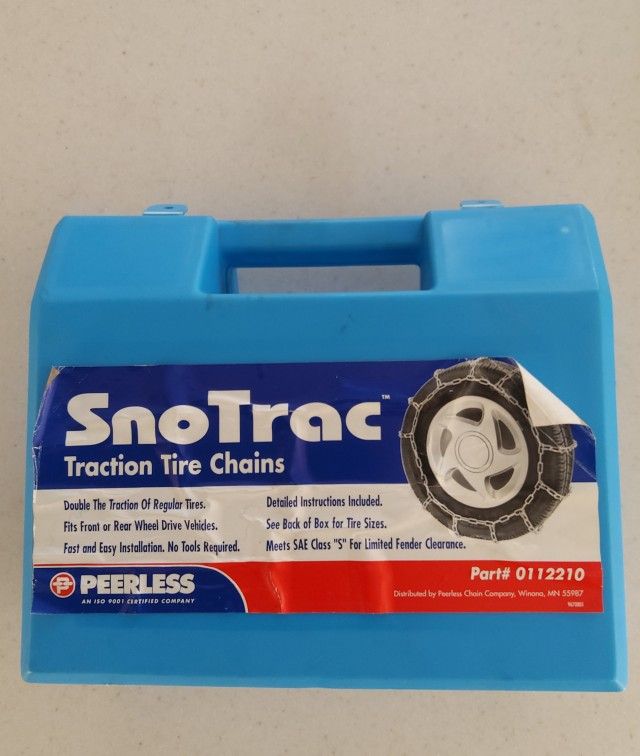 SnoTrac™
Traction Tire Chains
Double The Traction Of Regular Tires.
Fits Front or Rear Wheel Drive Vehicles.
Fast and Easy Installation. No Tools Required.
Detailed Instructions Included.
See Back of Box for Tire Sizes.
Meets SAE Class "S" For Limited Fender Clearance.
PEERLESS
AN ISO 9001 CERTIFIED COMPANY
Part# 0112210
Distributed by Peerless Chain Company, Winona, MN 55987